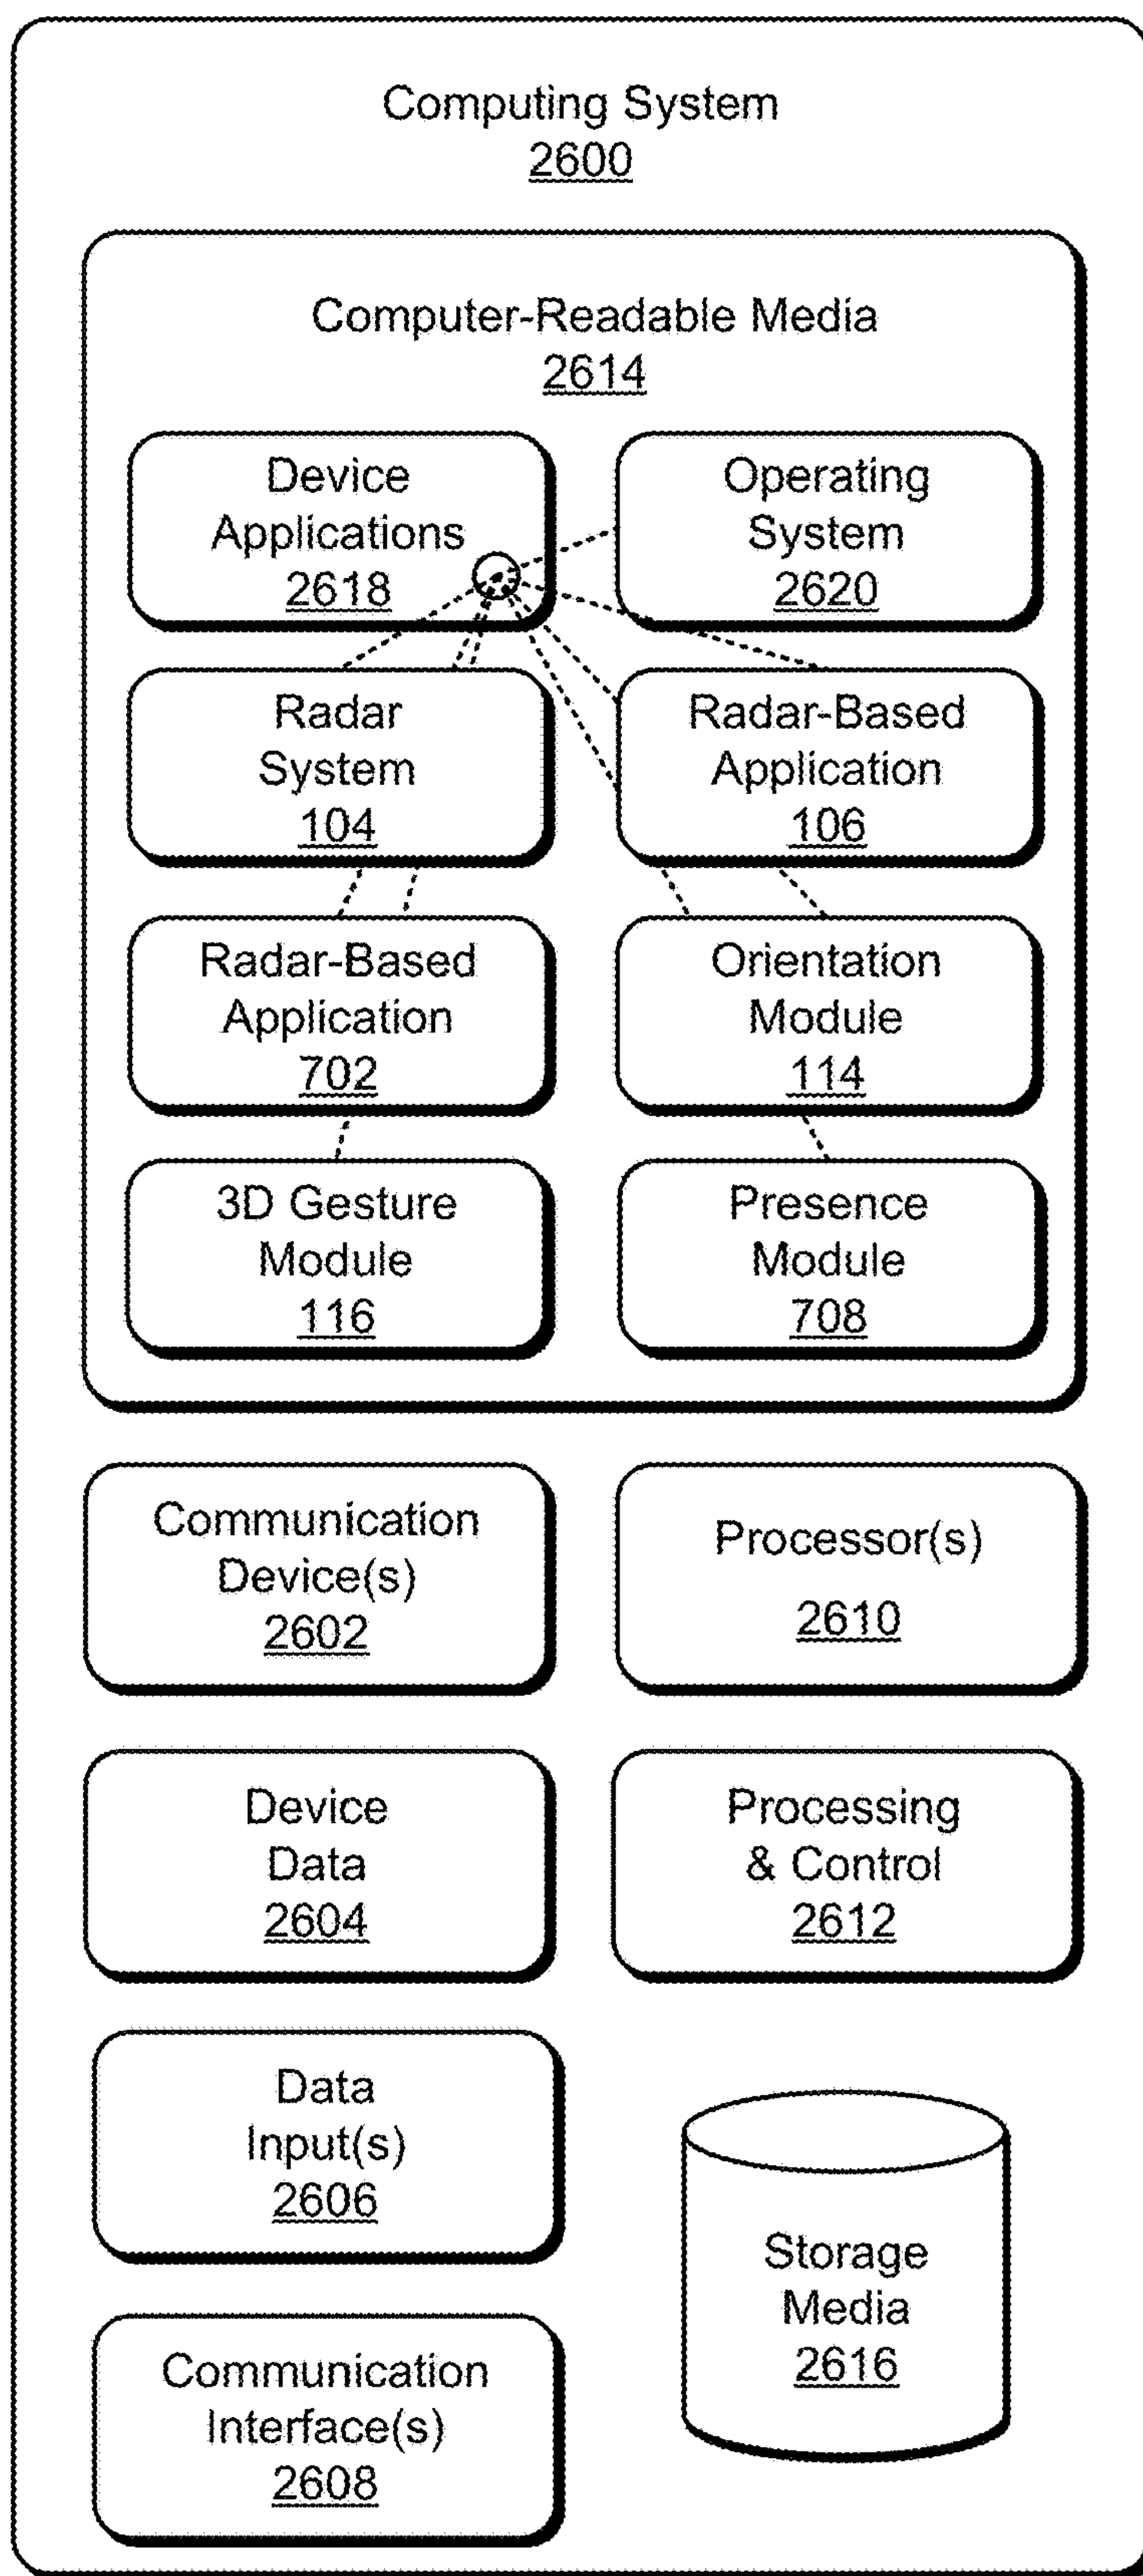 Computing System
2600
Computer-Readable Media
2614
Device
Applications
2618
Operating
System
2620
Radar
System
104
Radar-Based
Application
106
Radar-Based
Application
702
Orientation
Module
114
3D Gesture
Module
116
Presence
Module
708
Communication
Device(s)
2602
Processor(s)
2610
Device
Data
2604
Processing
& Control
2612
Data
Input(s)
2606
Storage
Media
2616
Communication
Interface(s)
2608